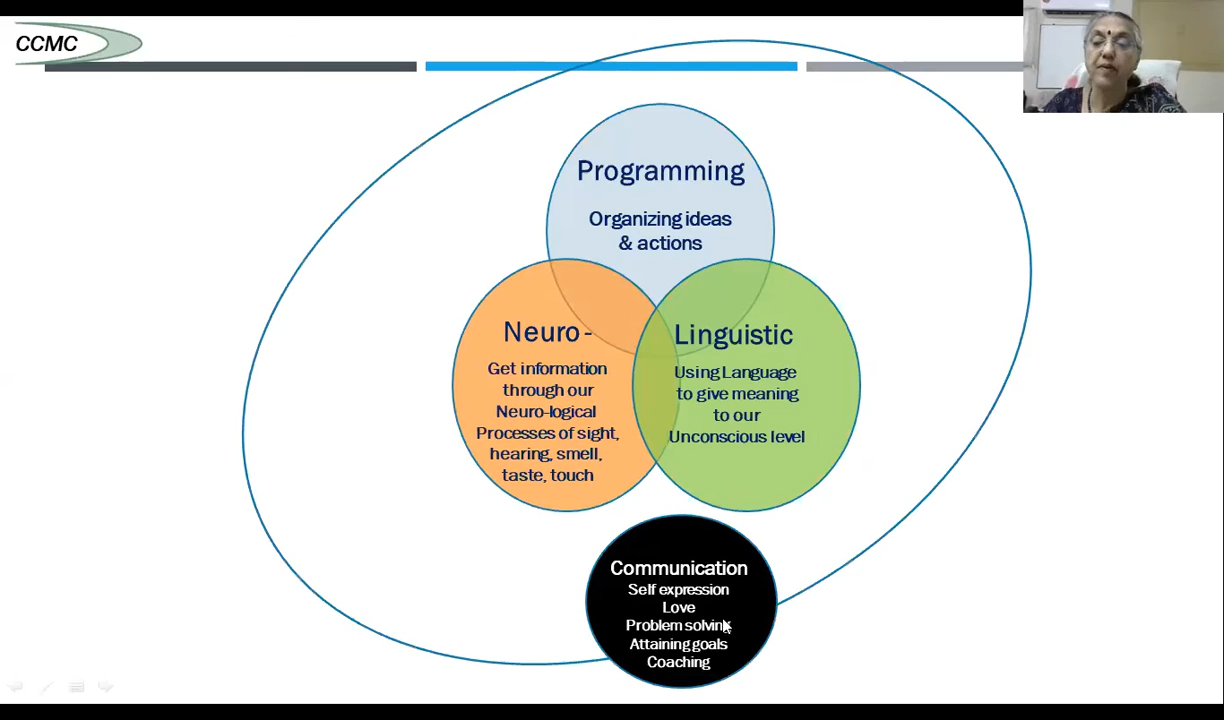 CCMC
Programming
Organizing ideas
& actions
Neuro -
Get information
through our
Neuro-logical
Processes of sight,
hearing, smell,
taste, touch
Linguistic
Using Language
to give meaning
to our
Unconscious level
Communication
Self expression
Love
Problem solving
Attaining goals
Coaching